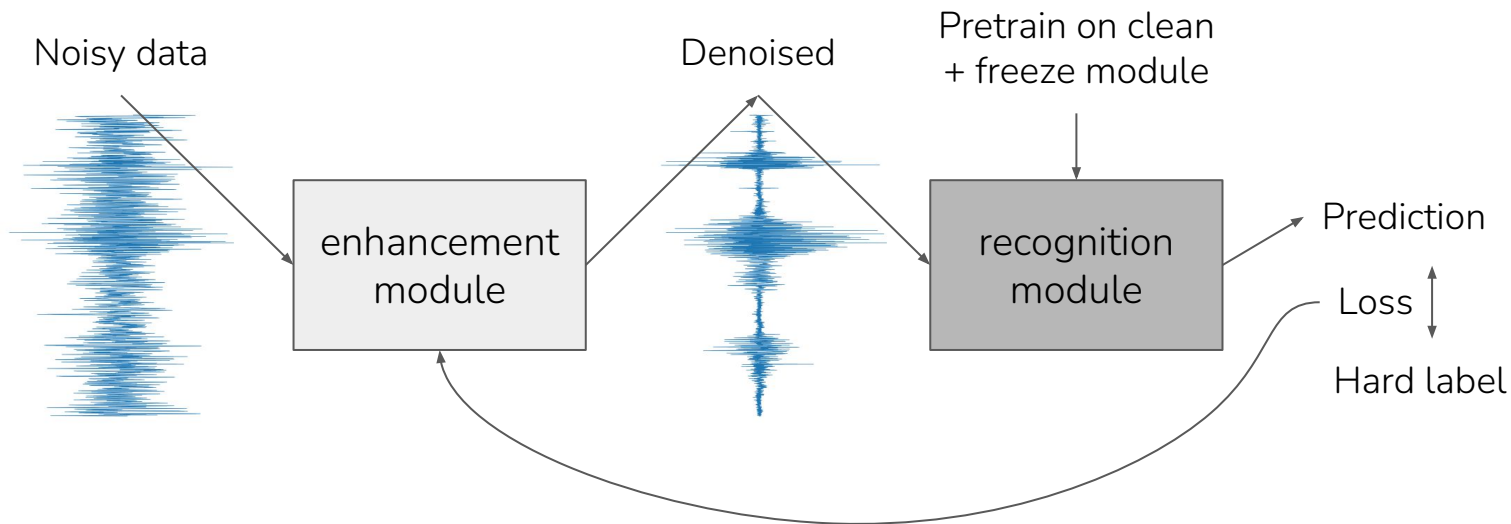 Noisy data
enhancement
module
Denoised
Pretrain on clean
+ freeze module
recognition
module
Prediction
Loss
Hard label